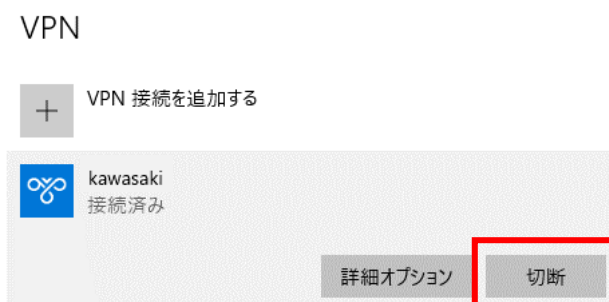 VPN
VPN 接続を追加する
kawasaki
接続済み
詳細オプション
切断